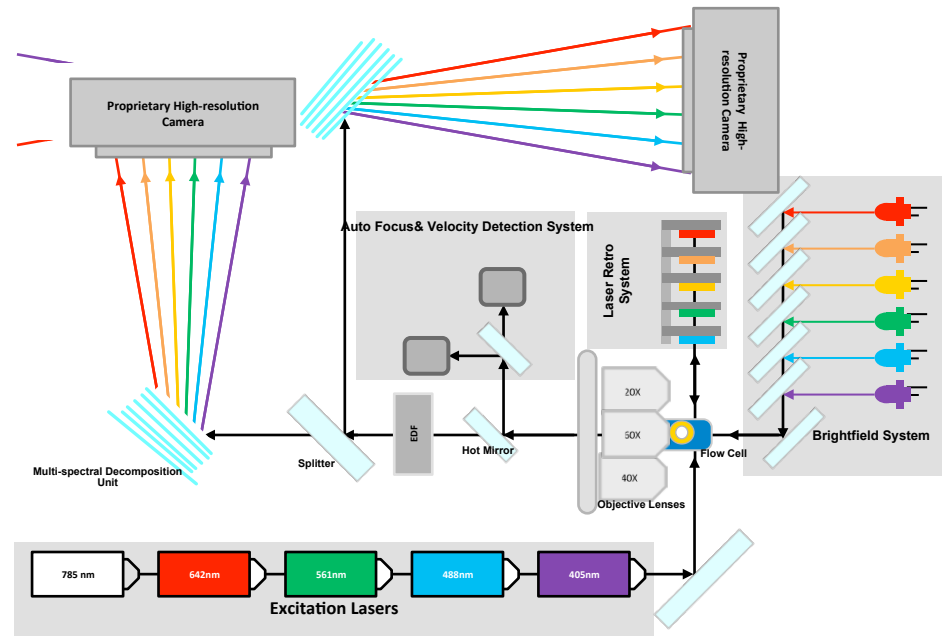 Proprietary High-resolution
Camera
Proprietary High-
resolution Camera
Auto Focus& Velocity Detection System
Laser Retro
System
20X
60X
40X
EDF
Hot Mirror
Flow Cell
Objective Lenses
Brightfield System
Splitter
Multi-spectral Decomposition
Unit
785 nm
642nm
561nm
488nm
405nm
Excitation Lasers